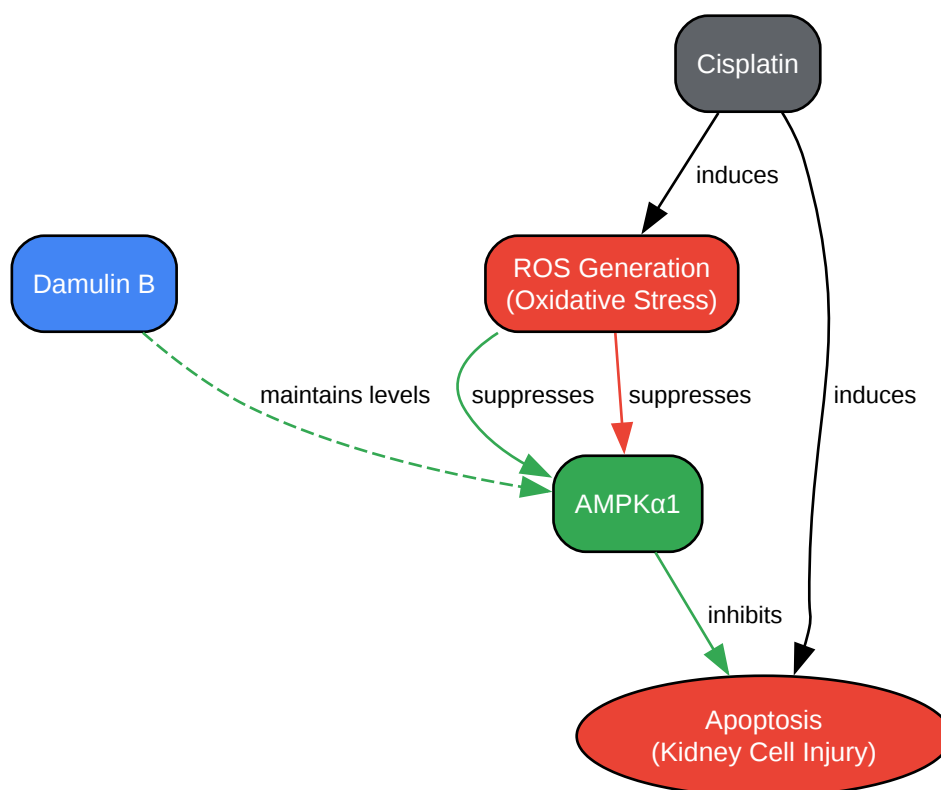 Cisplatin
induces
Damulin B
ROS Generation
(Oxidative Stress)
maintains levels
suppresses
suppresses
induces
AMPKα1
inhibits
Apoptosis
(Kidney Cell Injury)